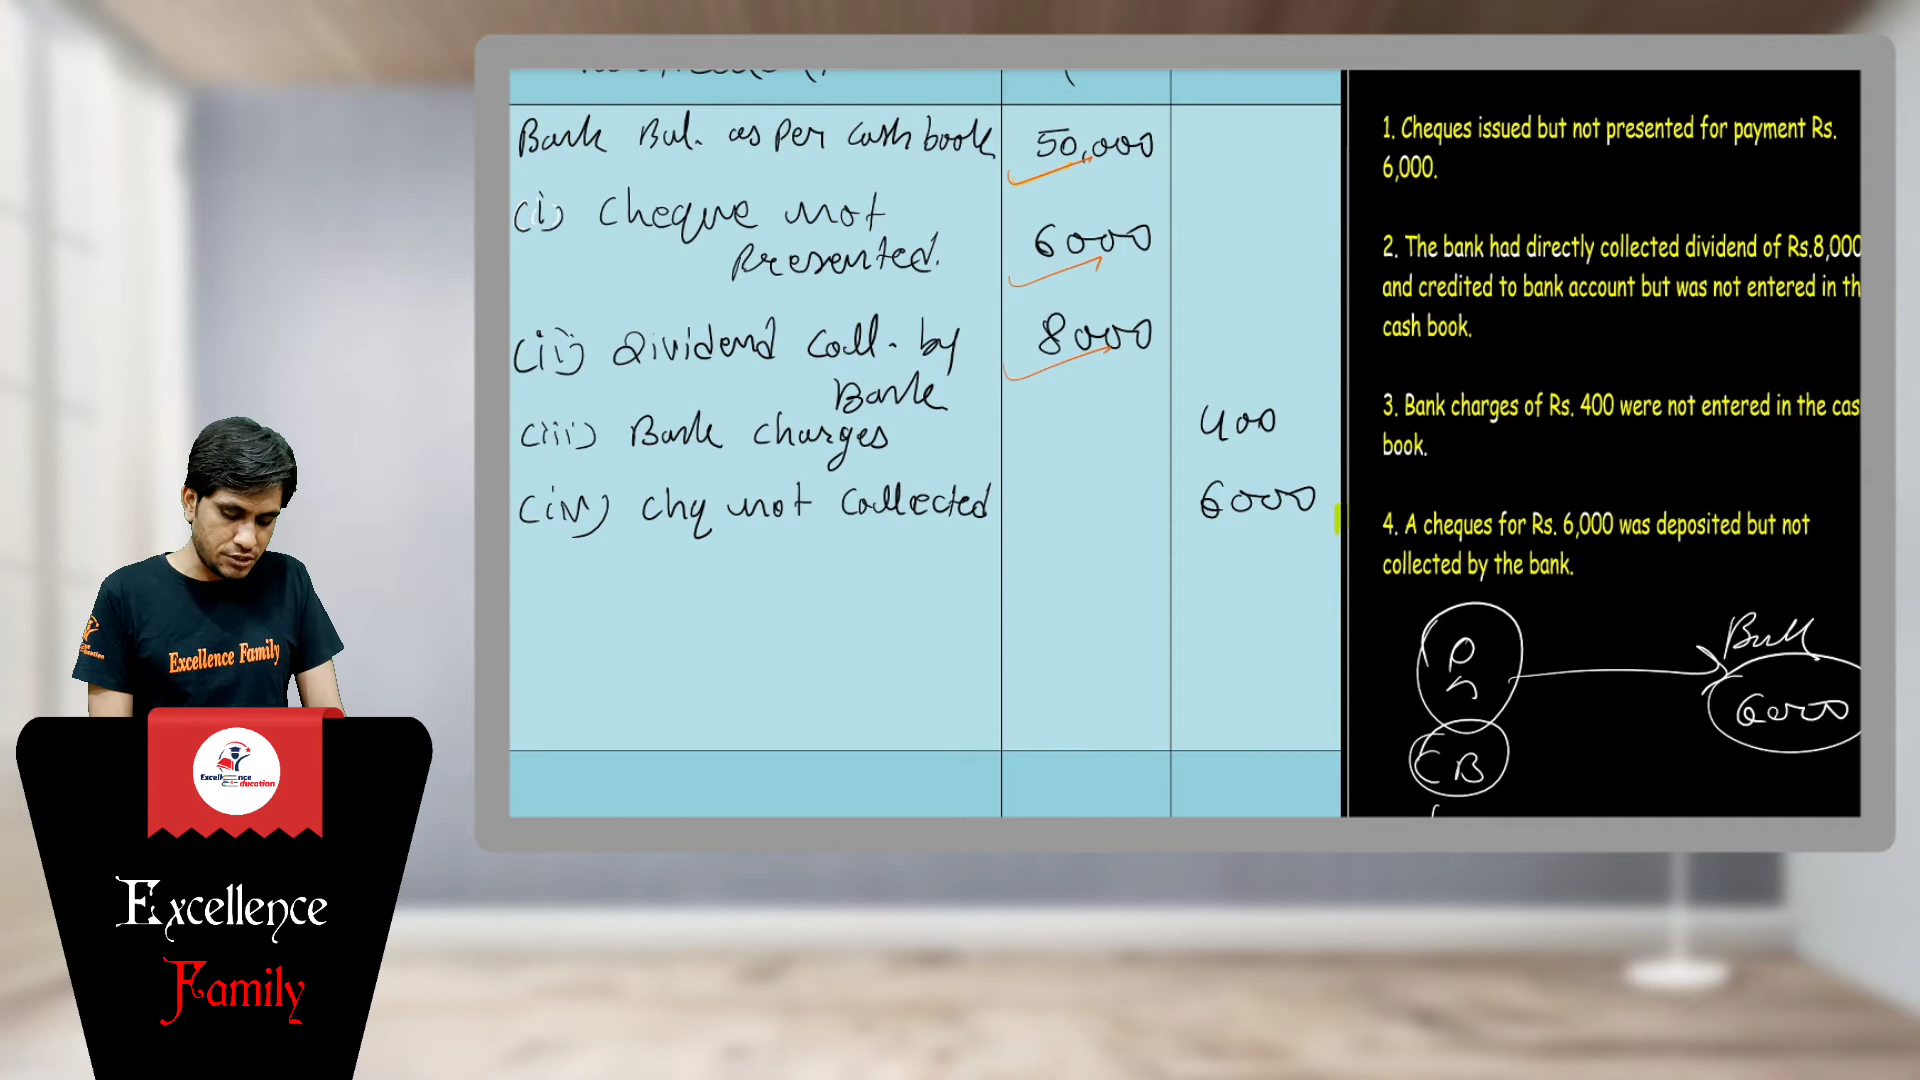 Bank Bal. as per cash book 50,000
(i) cheque not
Presented. 6000
(ii) Dividend Coll. by 8000
Bank
(iii) Bank charges 400
(iv) chq not Collected 6000
1. Cheques issued but not presented for payment Rs.
6,000.
2. The bank had directly collected dividend of Rs.8,000
and credited to bank account but was not entered in th
cash book.
3. Bank charges of Rs. 400 were not entered in the cas
book.
4. A cheques for Rs. 6,000 was deposited but not
collected by the bank.
6000
CB
Excellence Family
Excellence
Education
Excellence
Family